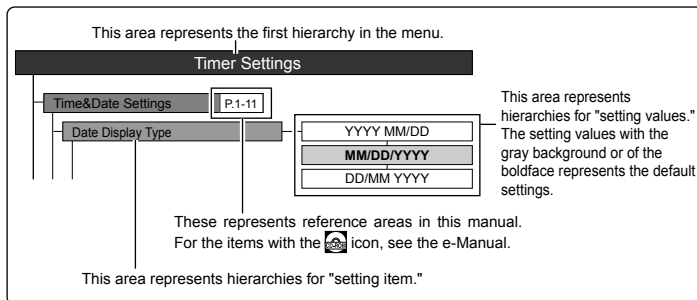 This area represents the first hierarchy in the menu.
Timer Settings
Time&Date Settings P.1-11
Date Display Type
YYYY MM/DD
MM/DD/YYYY
DD/MM YYYY
This area represents
hierarchies for "setting values."
The setting values with the
gray background or of the
boldface represents the default
settings.
These represents reference areas in this manual.
For the items with the icon, see the e-Manual.
This area represents hierarchies for "setting item."